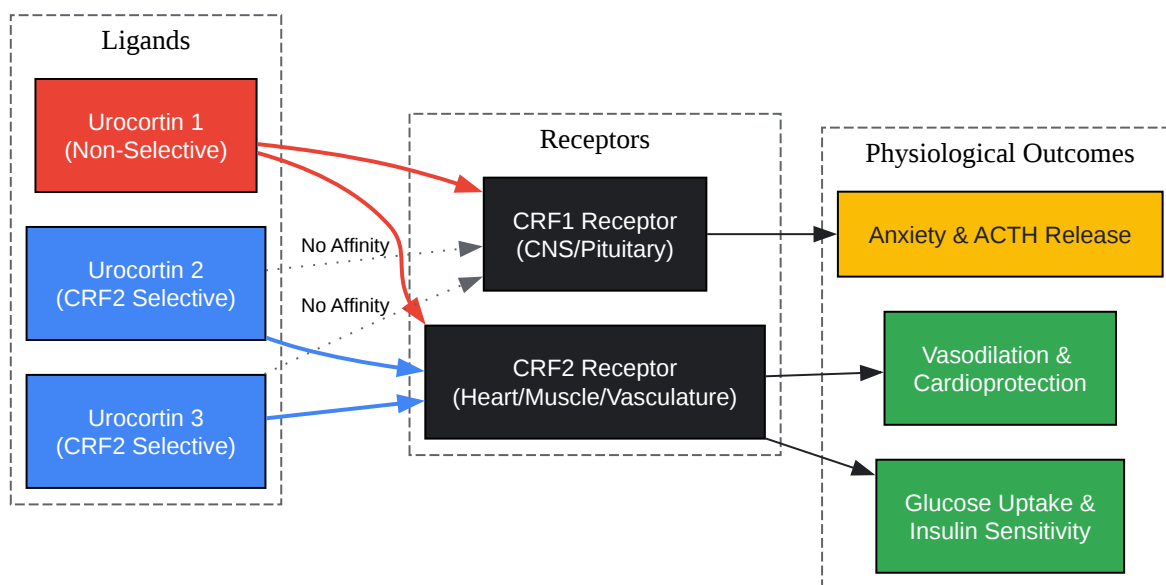 Ligands
Urocortin 1
(Non-Selective)
Urocortin 2
(CRF2 Selective)
Urocortin 3
(CRF2 Selective)
No Affinity
No Affinity
Receptors
CRF1 Receptor
(CNS/Pituitary)
CRF2 Receptor
(Heart/Muscle/Vasculature)
Physiological Outcomes
Anxiety & ACTH Release
Vasodilation &
Cardioprotection
Glucose Uptake &
Insulin Sensitivity